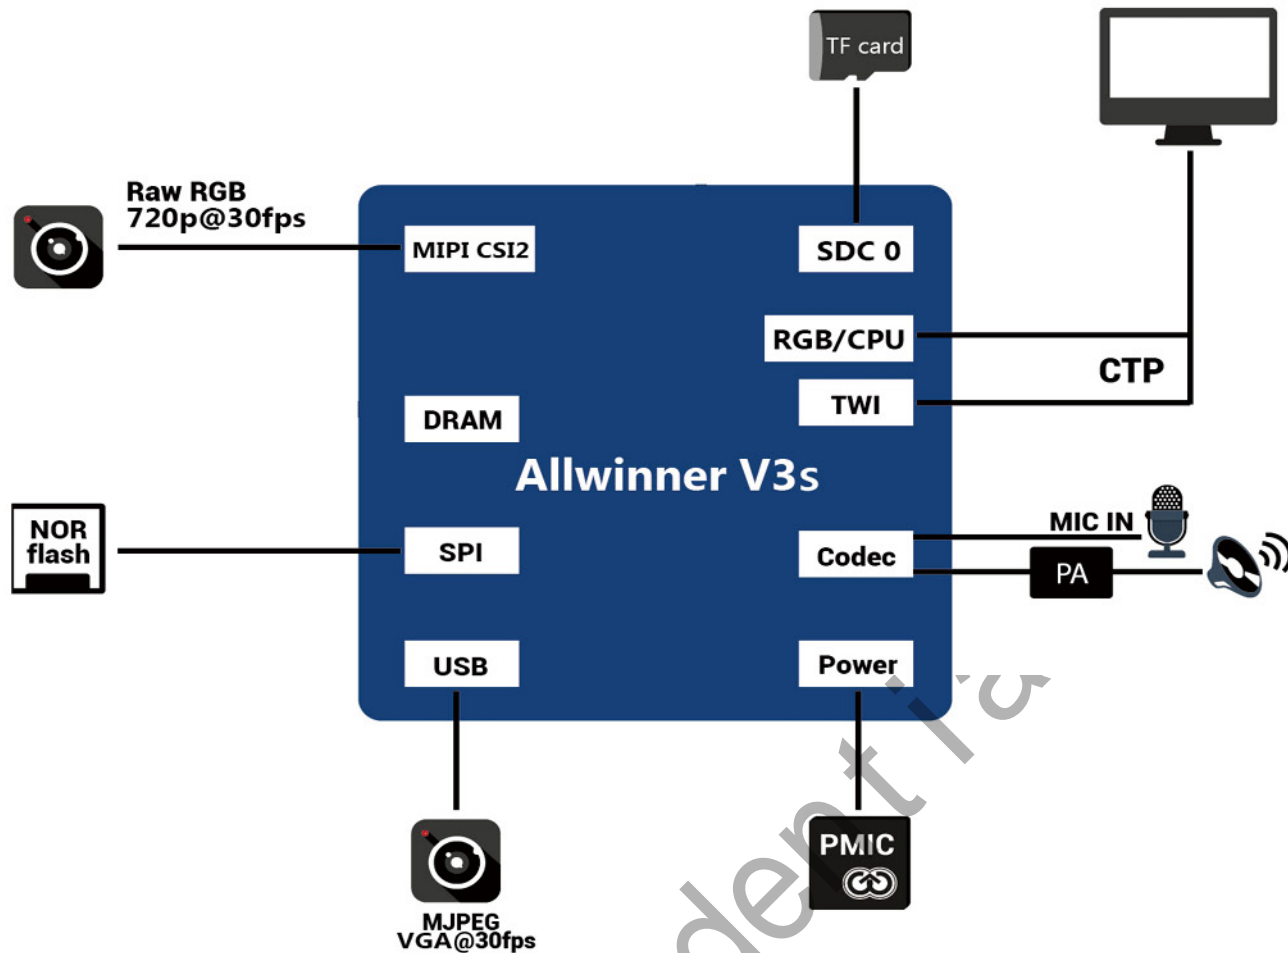 TF card
Raw RGB
720p@30fps
MIPI CSI2
SDC 0
RGB/CPU
CTP
TWI
DRAM
Allwinner V3s
NOR
flash
SPI
MIC IN
Codec
PA
USB
Power
PMIC
MJPEG
VGA@30fps
dentia